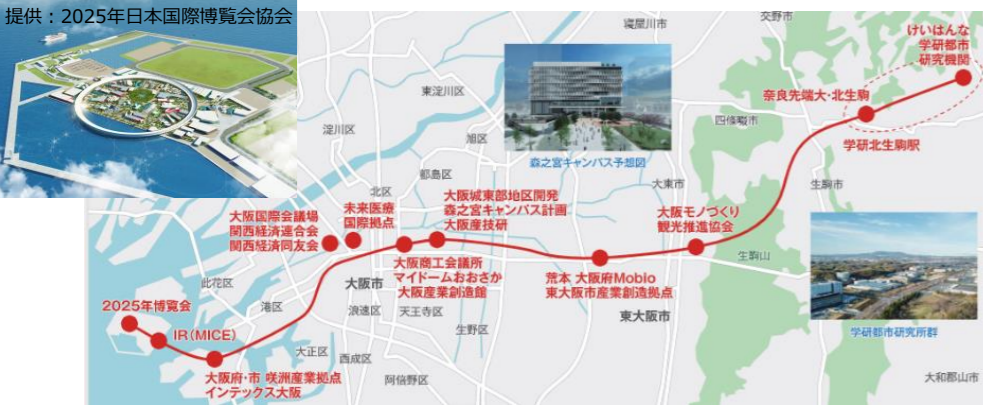 提供：2025年日本国際博覧会協会
寝屋川市
交野市
けいはんな
学研都市
研究機関
東淀川区
奈良先端大・北生駒
淀川区
旭区
四條畷市
学研北生駒駅
森之宮キャンパス予想図
都島区
北区
大東市
生駒市
大阪国際会議場
関西経済連合会
関西経済同友会
未来医療
国際拠点
大阪城東部地区開発
森之宮キャンパス計画
大阪産技研
大阪モノづくり
観光推進協会
大阪商工会議所
マイドームおおさか
大阪産業創造館
荒本 大阪府Mobio
東大阪市産業創造拠点
生駒山
此花区
大阪市
港区
浪速区
天王寺区
東大阪市
2025年博覧会
IR(MICE)
生野区
学研都市研究所群
大正区
西成区
大阪府・市 咲洲産業拠点
インテックス大阪
阿倍野区
大和郡山市